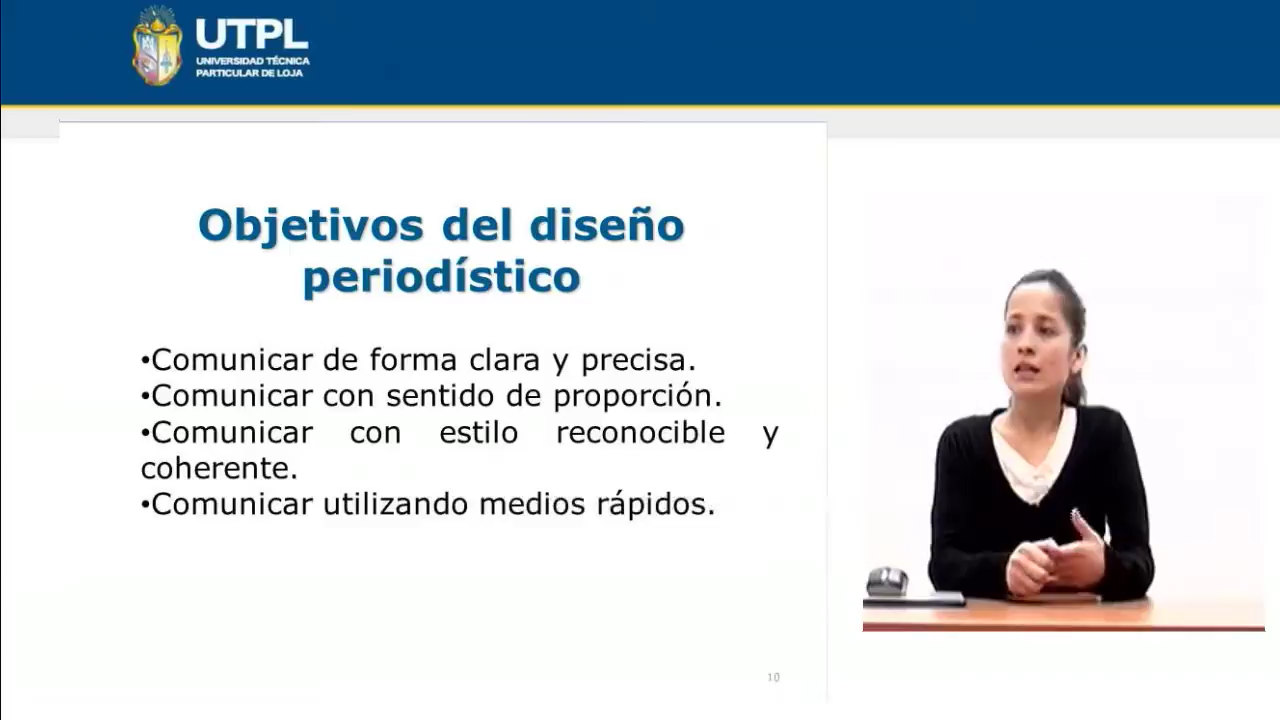 UTPL
UNIVERSIDAD TÉCNICA
PARTICULAR DE LOJA
Objetivos del diseño
periodístico
•Comunicar de forma clara y precisa.
•Comunicar con sentido de proporción.
•Comunicar con estilo reconocible y
coherente.
•Comunicar utilizando medios rápidos.
10